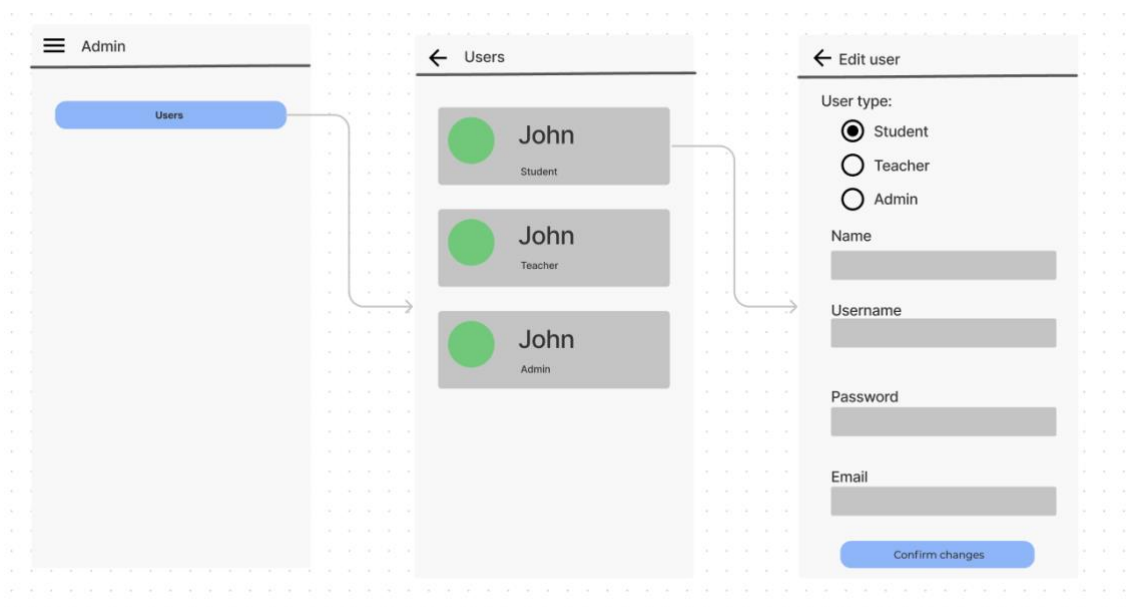 Admin
Users
Users
John
Student
John
Teacher
John
Admin
Edit user
User type:
Student
Teacher
Admin
Name
Username
Password
Email
Confirm changes